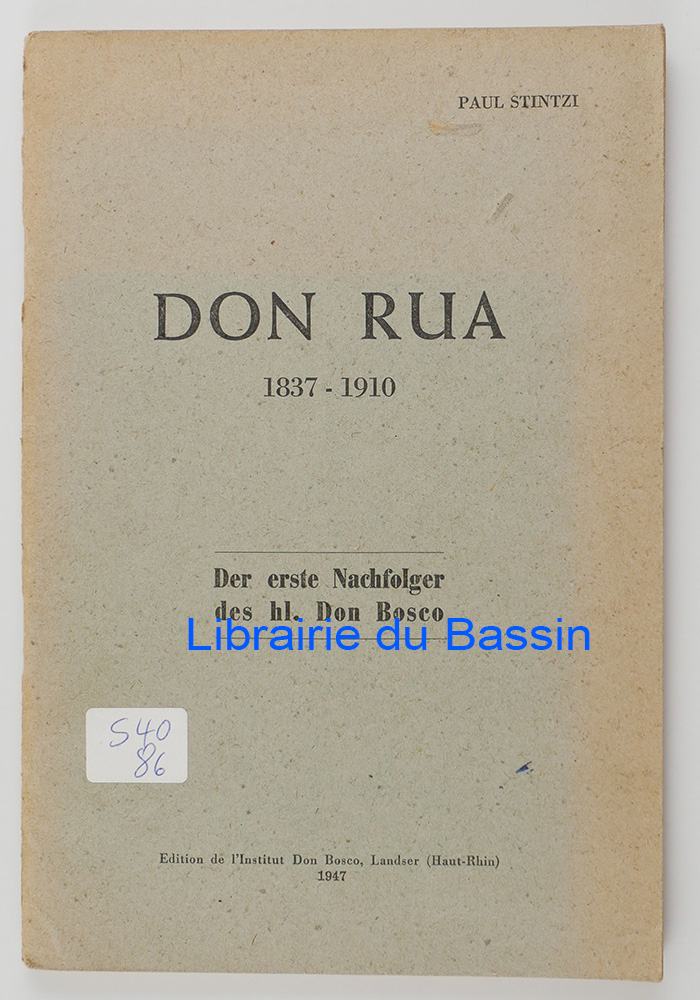 PAUL STINTZI
DON RUA
1837 - 1910
Der erste Nachfolger
des hl. Don Bosco
Librairie du Bassin
S40
86
Edition de l'Institut Don Bosco, Landser (Haut-Rhin)
1947